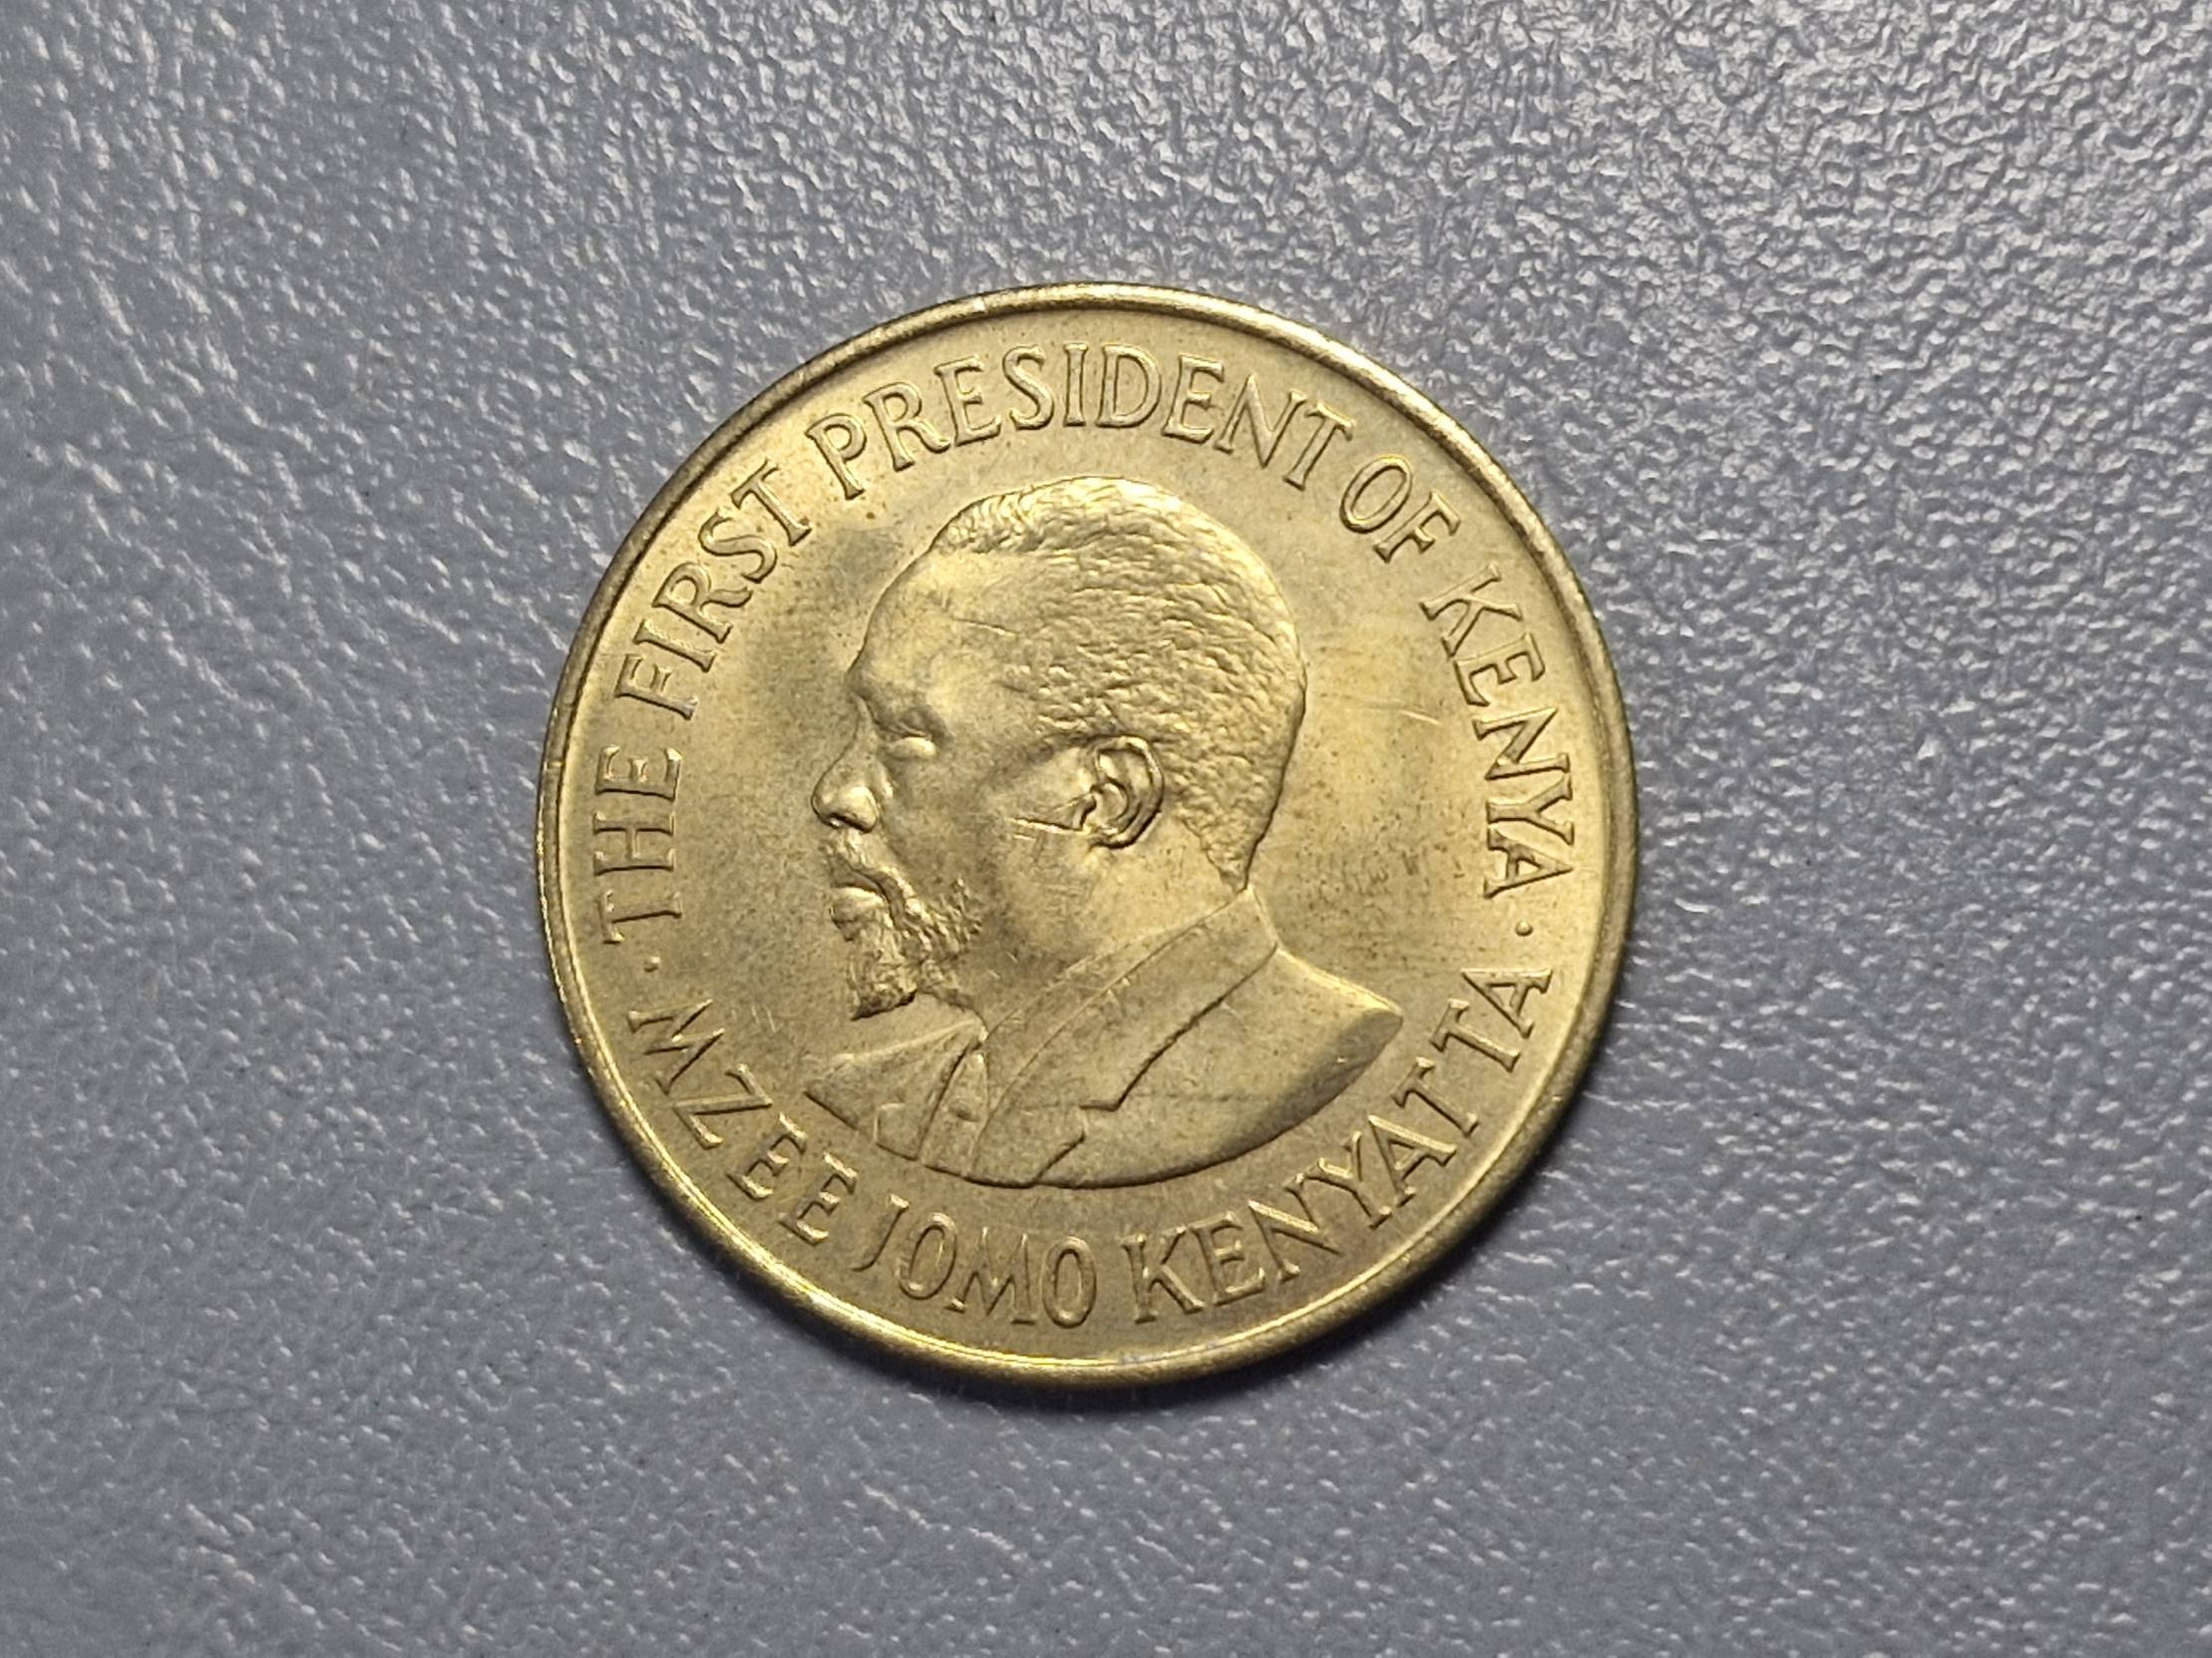 · THE FIRST PRESIDENT OF KENYA ·
MZEE JOMO KENYATTA